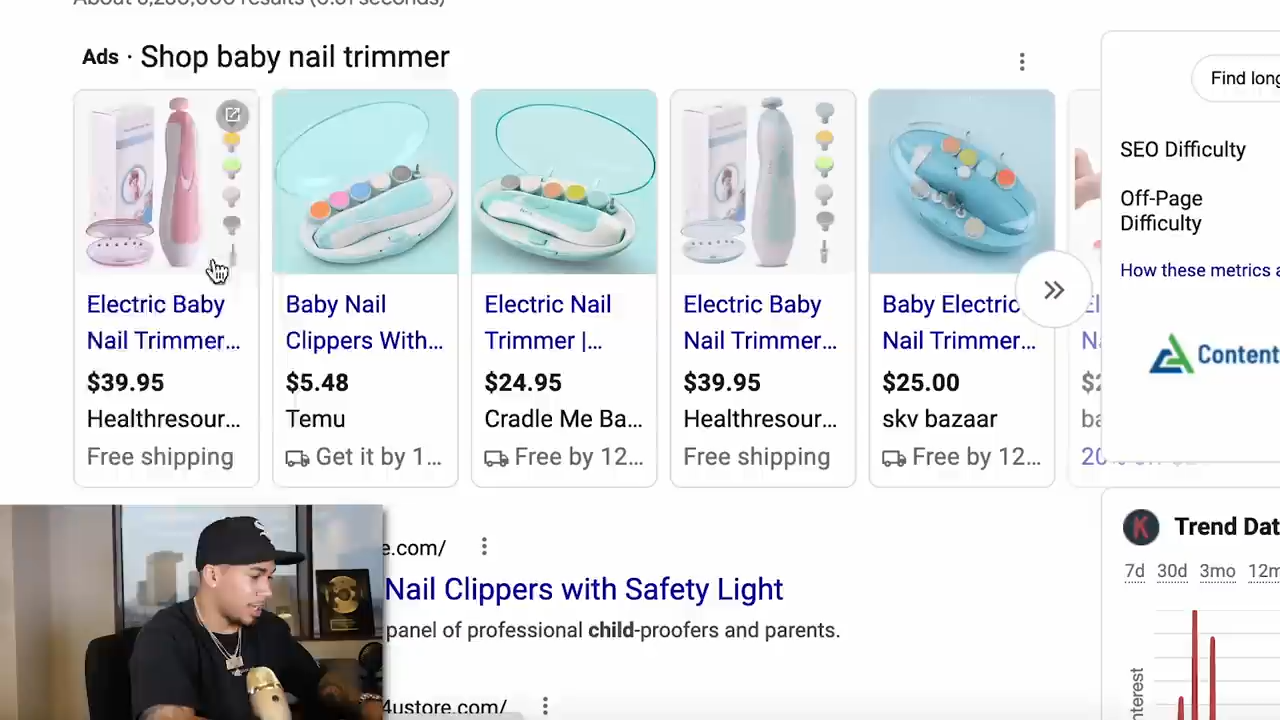 Ads · Shop baby nail trimmer
Electric Baby
Nail Trimmer...
$39.95
Healthresour...
Free shipping
Baby Nail
Clippers With...
$5.48
Temu
Get it by 1...
Electric Nail
Trimmer |...
$24.95
Cradle Me Ba...
Free by 12...
Electric Baby
Nail Trimmer...
$39.95
Healthresour...
Free shipping
Baby Electric
Nail Trimmer...
$25.00
skv bazaar
Free by 12...
e.com/
Nail Clippers with Safety Light
panel of professional child-proofers and parents.
4ustore.com/
Find long
SEO Difficulty
Off-Page
Difficulty
How these metrics a
Content
K Trend Dat
7d 30d 3mo 12m